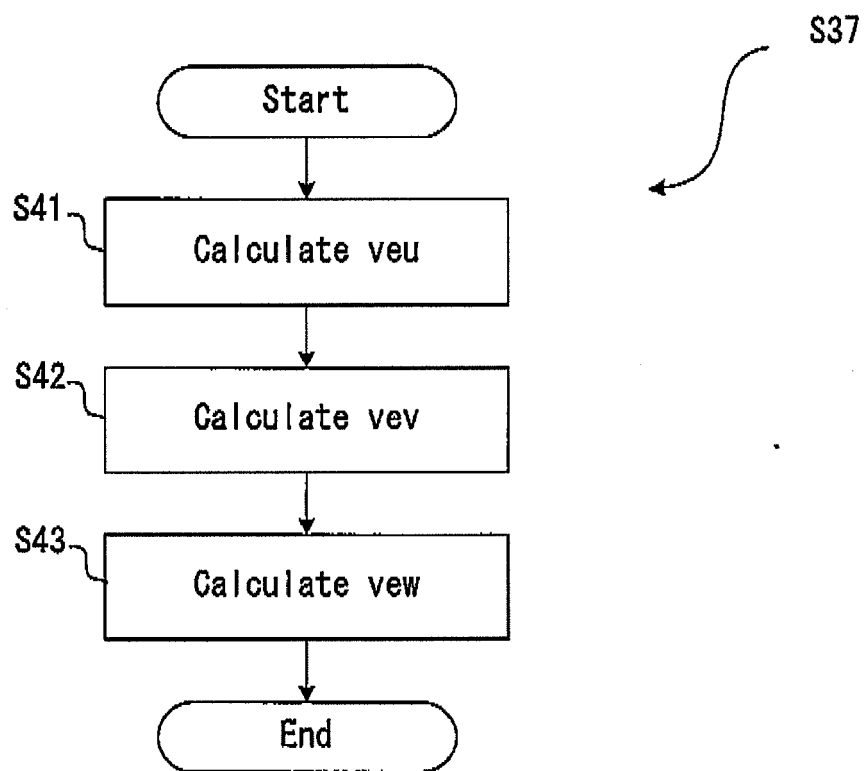 S37
Start
S41
Calculate veu
S42
Calculate vev
S43
Calculate vew
End